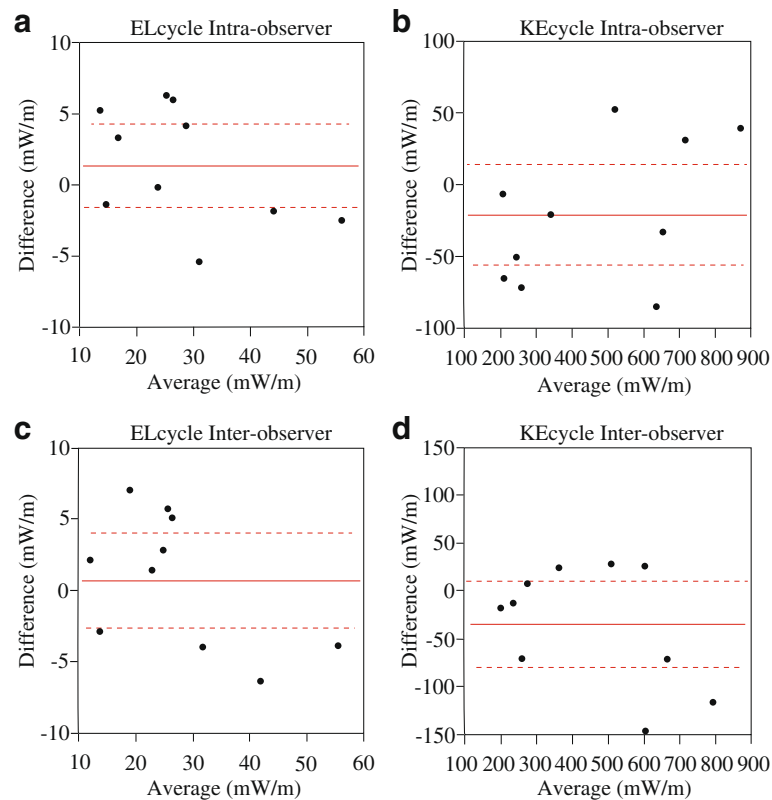 a
ELcycle Intra-observer
10
5
0
-5
-10
Difference (mW/m)
10 20 30 40 50 60
Average (mW/m)
b
KEcycle Intra-observer
100
50
0
-50
-100
Difference (mW/m)
100 200 300 400 500 600 700 800 900
Average (mW/m)
c
ELcycle Inter-observer
10
5
0
-5
-10
Difference (mW/m)
10 20 30 40 50 60
Average (mW/m)
d
KEcycle Inter-observer
150
100
50
0
-50
-100
-150
Difference (mW/m)
100 200 300 400 500 600 700 800 900
Average (mW/m)